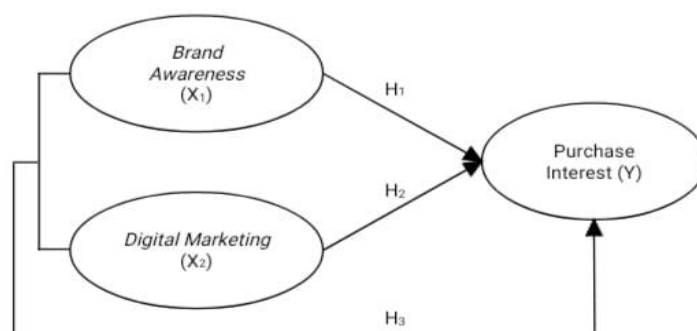 Brand
Awareness
(X₁)
H₁
Purchase
Interest (Y)
H₂
Digital Marketing
(X₂)
H₃